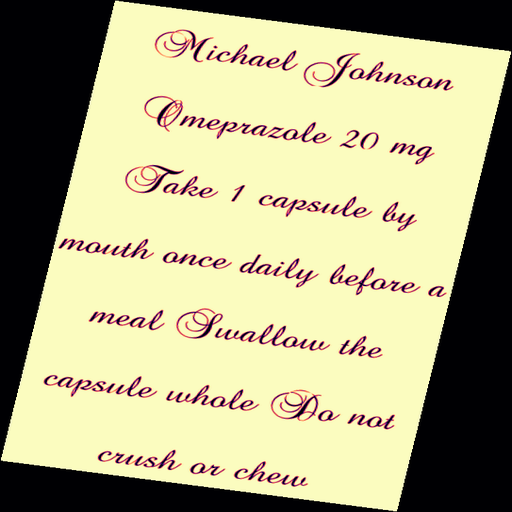 Michael Johnson
Omeprazole 20 mg
Take 1 capsule by
mouth once daily before a
meal Swallow the
capsule whole Do not
crush or chew